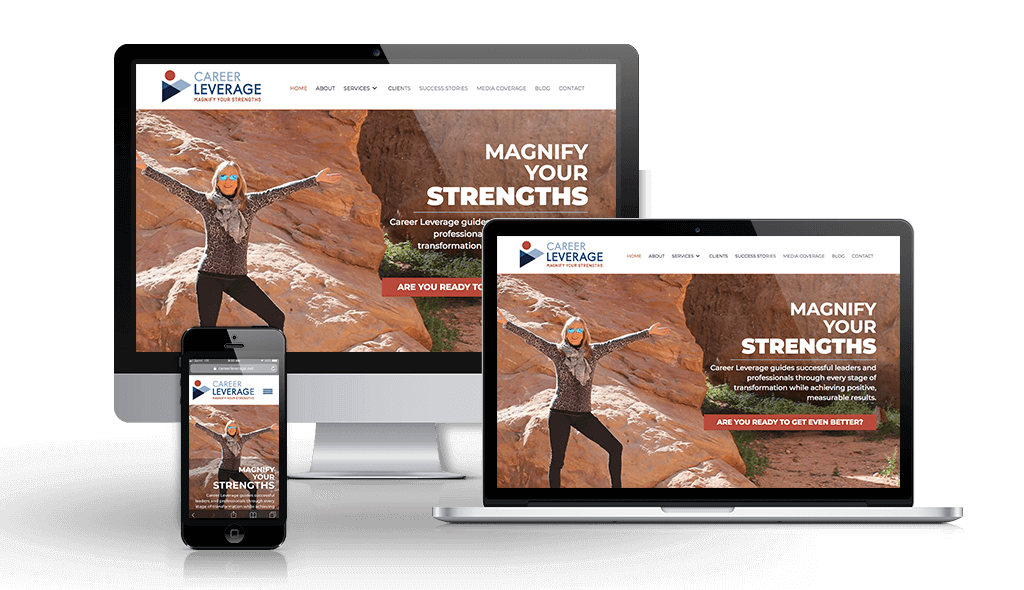 CAREER
LEVERAGE
MAGNIFY YOUR STRENGTHS
HOME ABOUT SERVICES CLIENTS SUCCESS STORIES MEDIA COVERAGE BLOG CONTACT
MAGNIFY
YOUR
STRENGTHS
Career Leverage guides
professional
transformation
ARE YOU READY TO
CAREER
LEVERAGE
MAGNIFY YOUR STRENGTHS
HOME ABOUT SERVICES CLIENTS SUCCESS STORIES MEDIA COVERAGE BLOG CONTACT
MAGNIFY
YOUR
STRENGTHS
Career Leverage guides successful leaders and
professionals through every stage of
transformation while achieving positive,
measurable results.
ARE YOU READY TO GET EVEN BETTER?
careerleverage.net
CAREER
LEVERAGE
MAGNIFY YOUR STRENGTHS
MAGNIFY
YOUR
STRENGTHS
Career Leverage guides successful
leaders and professionals through every
stage of transformation while achieving